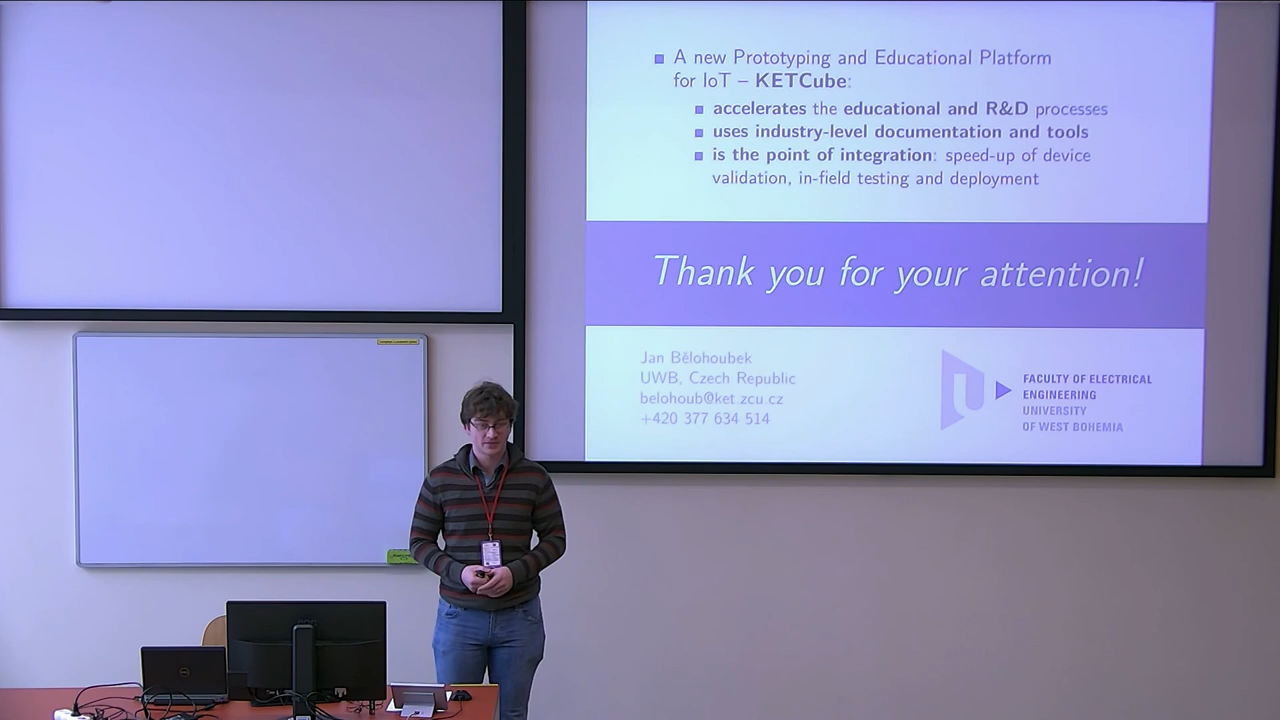 A new Prototyping and Educational Platform
for IoT – KETCube:
accelerates the educational and R&D processes
uses industry-level documentation and tools
is the point of integration: speed-up of device
validation, in-field testing and deployment
Thank you for your attention!
Jan Bělohoubek
UWB, Czech Republic
belohoub@ket.zcu.cz
+420 377 634 514
FACULTY OF ELECTRICAL
ENGINEERING
UNIVERSITY
OF WEST BOHEMIA